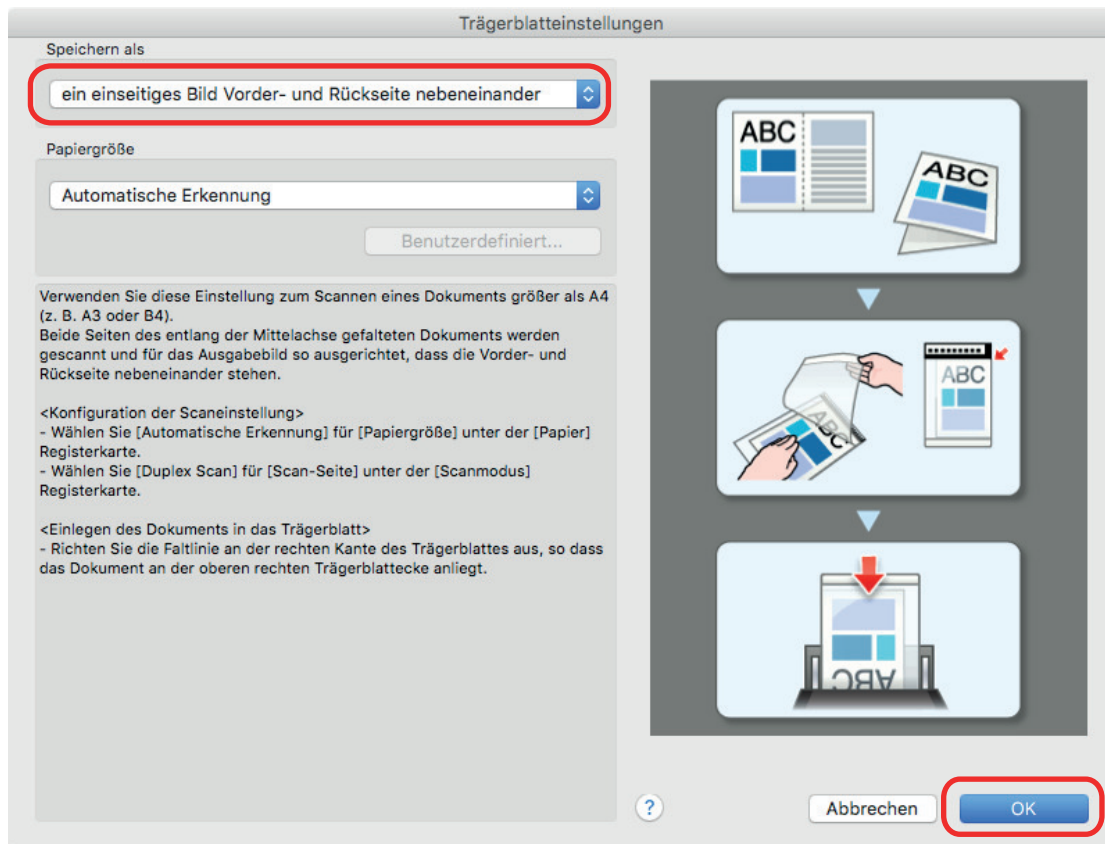 Trägerblatteinstellungen
Speichern als
ein einseitiges Bild Vorder- und Rückseite nebeneinander
Papiergröße
Automatische Erkennung
Benutzerdefiniert...
Verwenden Sie diese Einstellung zum Scannen eines Dokuments größer als A4
(z. B. A3 oder B4).
Beide Seiten des entlang der Mittelachse gefalteten Dokuments werden
gescannt und für das Ausgabebild so ausgerichtet, dass die Vorder- und
Rückseite nebeneinander stehen.
<Konfiguration der Scaneinstellung>
- Wählen Sie [Automatische Erkennung] für [Papiergröße] unter der [Papier]
Registerkarte.
- Wählen Sie [Duplex Scan] für [Scan-Seite] unter der [Scanmodus]
Registerkarte.
<Einlegen des Dokuments in das Trägerblatt>
- Richten Sie die Faltlinie an der rechten Kante des Trägerblattes aus, so dass
das Dokument an der oberen rechten Trägerblattecke anliegt.
ABC
ABC
ABC
ABC
ABC
?
Abbrechen
OK